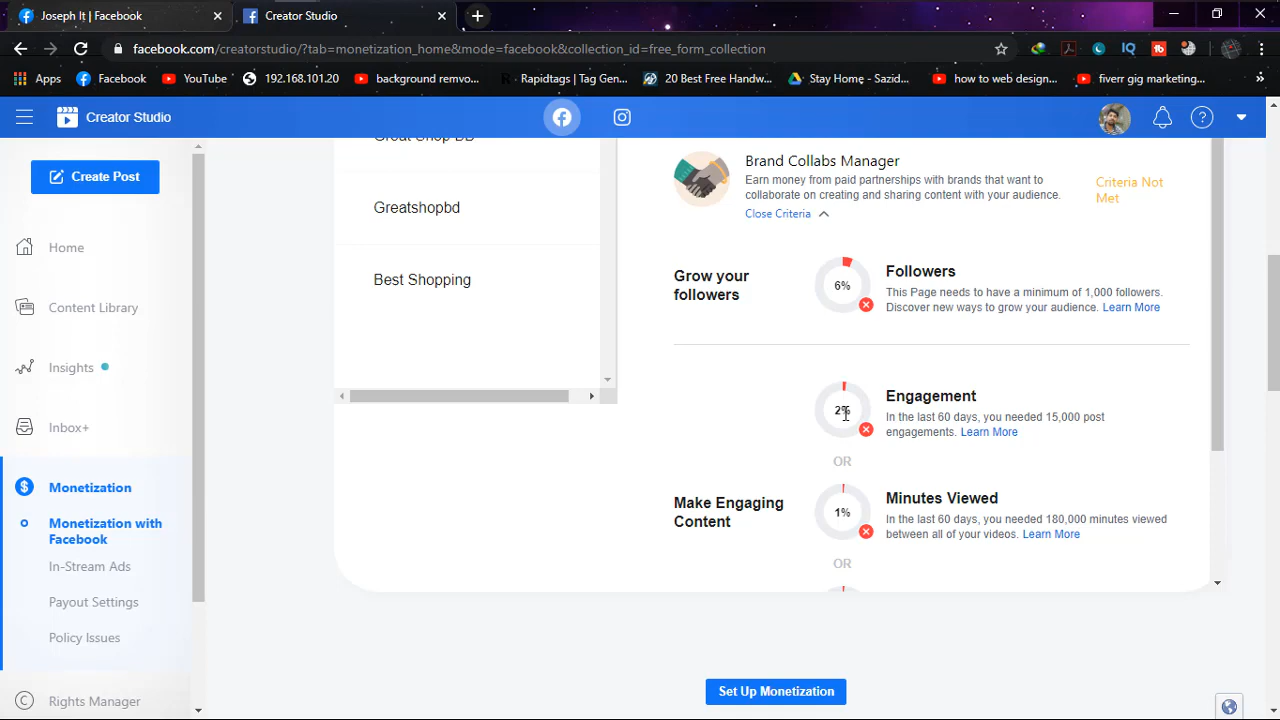 Joseph It | Facebook
Creator Studio
facebook.com/creatorstudio/?tab=monetization_home&mode=facebook&collection_id=free_form_collection
Apps
Facebook
YouTube
192.168.101.20
background remvo...
Rapidtags | Tag Gen...
20 Best Free Handw...
Stay Home - Sazid...
how to web design...
fiverr gig marketing...
Creator Studio
Create Post
Home
Content Library
Insights
Inbox+
Monetization
Monetization with
Facebook
In-Stream Ads
Payout Settings
Policy Issues
Rights Manager
Great Shop BD
Greatshopbd
Best Shopping
Brand Collabs Manager
Earn money from paid partnerships with brands that want to
collaborate on creating and sharing content with your audience.
Close Criteria
Criteria Not
Met
Grow your
followers
6%
Followers
This Page needs to have a minimum of 1,000 followers.
Discover new ways to grow your audience. Learn More
2%
Engagement
In the last 60 days, you needed 15,000 post
engagements. Learn More
OR
Make Engaging
Content
1%
Minutes Viewed
In the last 60 days, you needed 180,000 minutes viewed
between all of your videos. Learn More
OR
Set Up Monetization